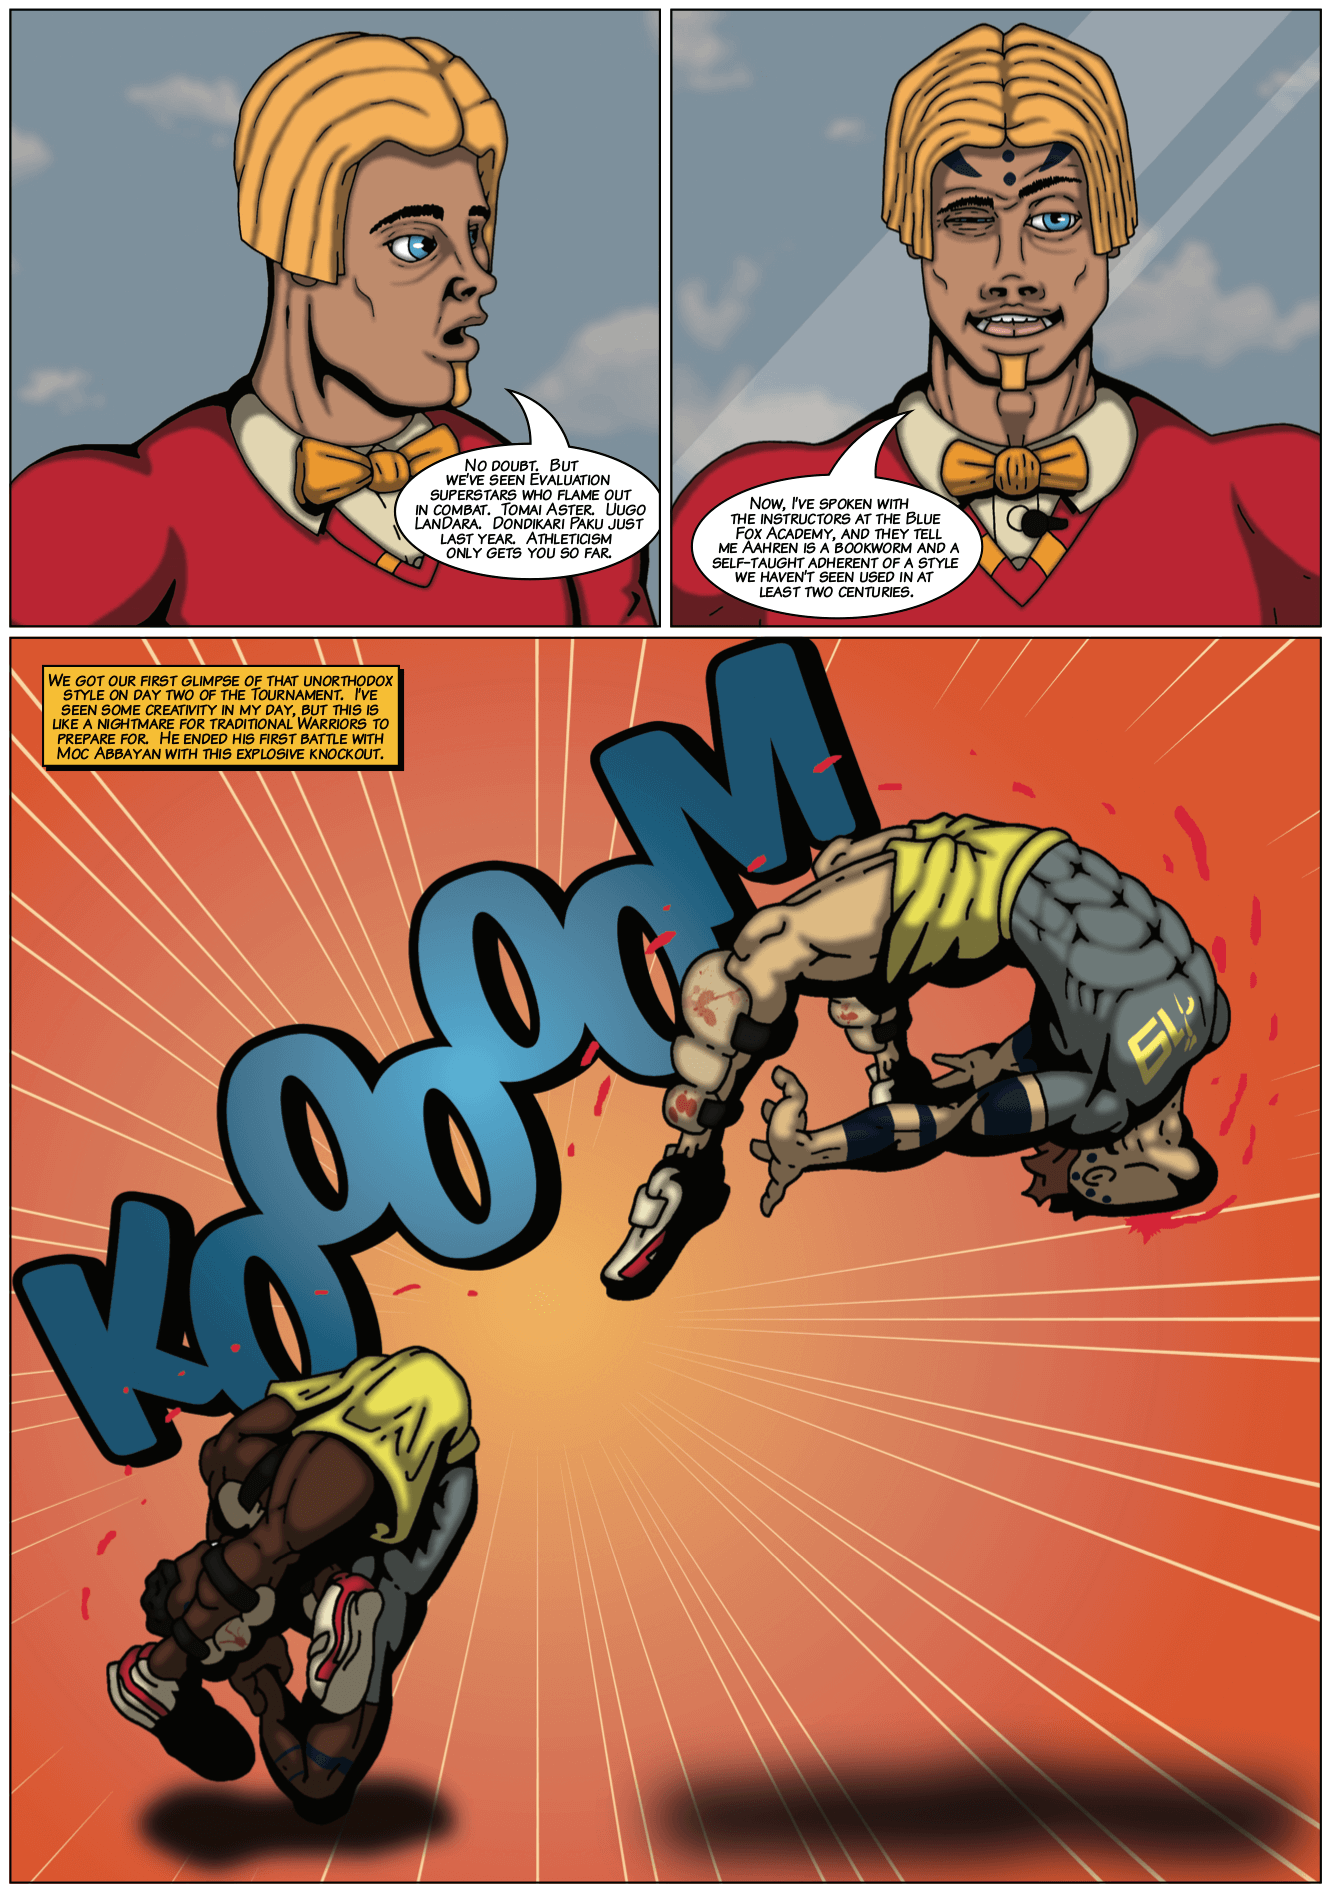 No doubt. But
we've seen Evaluation
superstars who flame out
in combat. Tomai Aster. Uugo
LanDara. Dondikari Paku just
last year. Athleticism
only gets you so far.
Now, I've spoken with
the instructors at the Blue
Fox Academy, and they tell
me Aahren is a bookworm and a
self-taught adherent of a style
we haven't seen used in at
least two centuries.
We got our first glimpse of that unorthodox
style on day two of the Tournament. I've
seen some creativity in my day, but this is
like a nightmare for traditional Warriors to
prepare for. He ended his first battle with
Moc Abbayan with this explosive knockout.
KOOOOOM